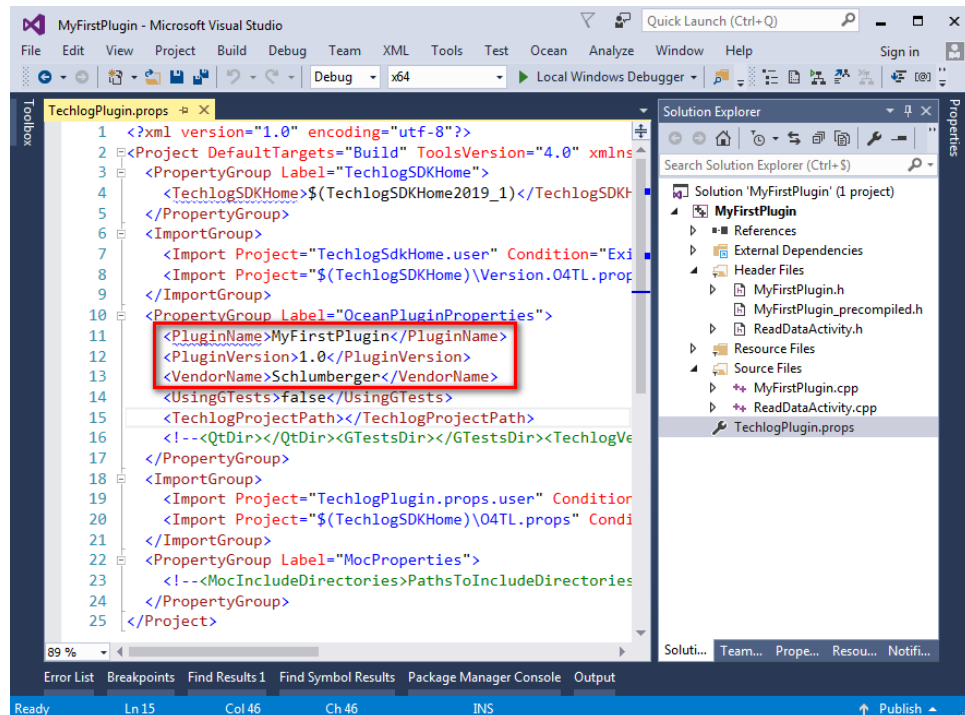 MyFirstPlugin - Microsoft Visual Studio
Quick Launch (Ctrl+Q)
File Edit View Project Build Debug Team XML Tools Test Ocean Analyze Window Help Sign in
Debug x64 Local Windows Debugger
Toolbox
TechlogPlugin.props
1 <?xml version="1.0" encoding="utf-8"?>
2 <Project DefaultTargets="Build" ToolsVersion="4.0" xmlns
3 <PropertyGroup Label="TechlogSDKHome">
4 <TechlogSDKHome>$(TechlogSDKHome2019_1)</TechlogSDKH
5 </PropertyGroup>
6 <ImportGroup>
7 <Import Project="TechlogSdkHome.user" Condition="Exi
8 <Import Project="$(TechlogSDKHome)\Version.O4TL.prop
9 </ImportGroup>
10 <PropertyGroup Label="OceanPluginProperties">
11 <PluginName>MyFirstPlugin</PluginName>
12 <PluginVersion>1.0</PluginVersion>
13 <VendorName>Schlumberger</VendorName>
14 <UsingGTests>false</UsingGTests>
15 <TechlogProjectPath></TechlogProjectPath>
16 <!--<QtDir></QtDir><GTestsDir></GTestsDir><TechlogVe
17 </PropertyGroup>
18 <ImportGroup>
19 <Import Project="TechlogPlugin.props.user" Condition
20 <Import Project="$(TechlogSDKHome)\O4TL.props" Condi
21 </ImportGroup>
22 <PropertyGroup Label="MocProperties">
23 <!--<MocIncludeDirectories>PathsToIncludeDirectories
24 </PropertyGroup>
25 </Project>
89 %
Solution Explorer
Search Solution Explorer (Ctrl+$)
Solution 'MyFirstPlugin' (1 project)
MyFirstPlugin
References
External Dependencies
Header Files
MyFirstPlugin.h
MyFirstPlugin_precompiled.h
ReadDataActivity.h
Resource Files
Source Files
MyFirstPlugin.cpp
ReadDataActivity.cpp
TechlogPlugin.props
Soluti... Team... Prope... Resou... Notifi...
Properties
Error List Breakpoints Find Results 1 Find Symbol Results Package Manager Console Output
Ready Ln 15 Col 46 Ch 46 INS Publish